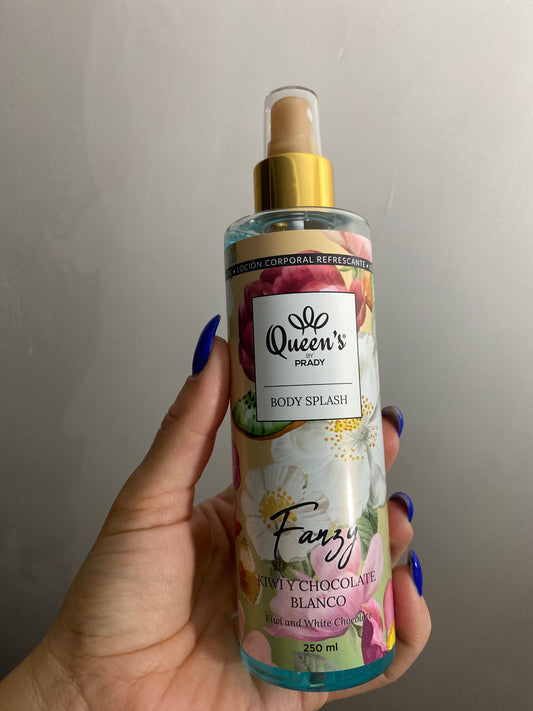 • LOCIÓN CORPORAL REFRESCANTE •
Queen's
BY
PRADY
BODY SPLASH
Fanzy
KIWI Y CHOCOLATE
BLANCO
Kiwi and White Chocolate
250 ml